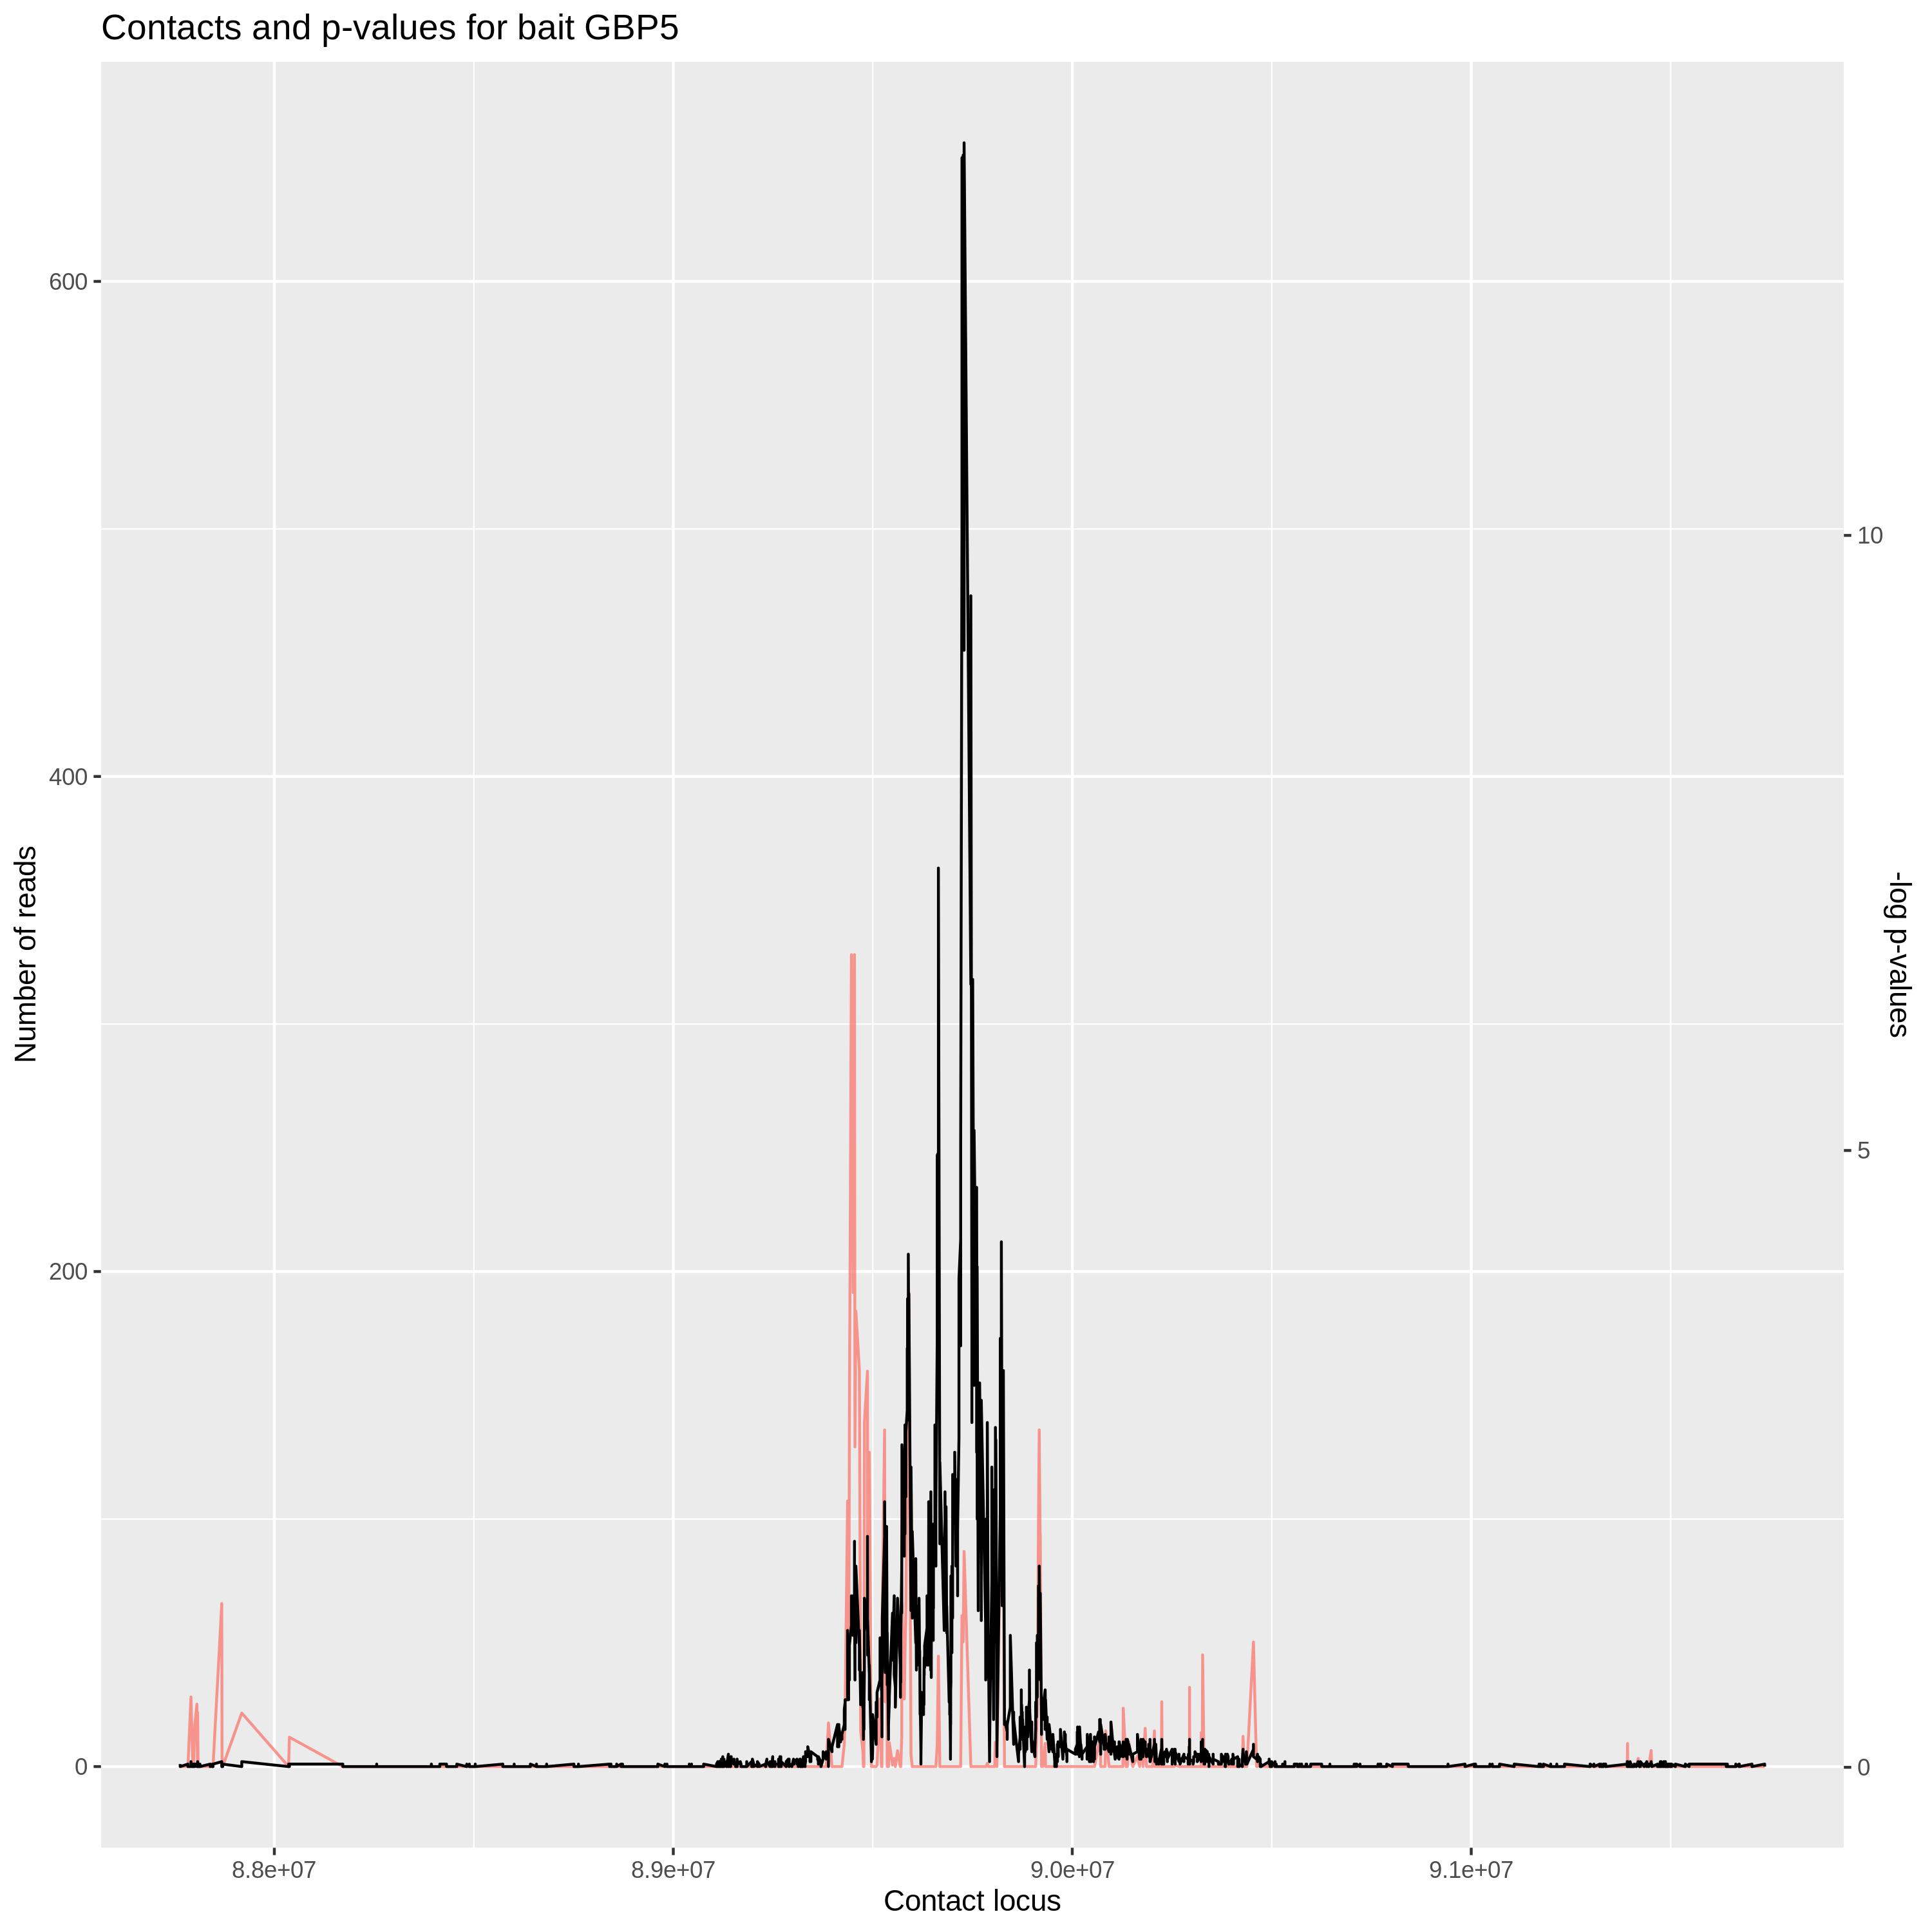 Contacts and p-values for bait GBP5
600
400
200
0
Number of reads
10
5
0
-log p-values
8.8e+07
8.9e+07
9.0e+07
9.1e+07
Contact locus